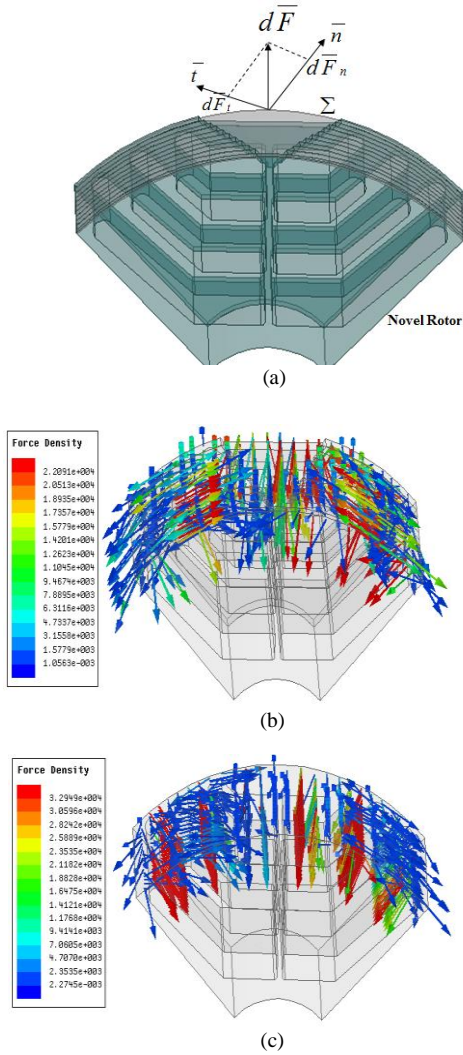 dF
n
t
dFn
dFt
Σ
Novel Rotor
(a)
Force Density
2.2091e+004
2.0513e+004
1.8935e+004
1.7357e+004
1.5779e+004
1.4201e+004
1.2623e+004
1.1045e+004
9.4674e+003
7.8895e+003
6.3116e+003
4.7337e+003
3.1558e+003
1.5779e+003
1.0563e-003
(b)
Force Density
3.2949e+004
3.0596e+004
2.8242e+004
2.5889e+004
2.3535e+004
2.1182e+004
1.8828e+004
1.6475e+004
1.4121e+004
1.1768e+004
9.4141e+003
7.0605e+003
4.7070e+003
2.3535e+003
2.2745e-003
(c)